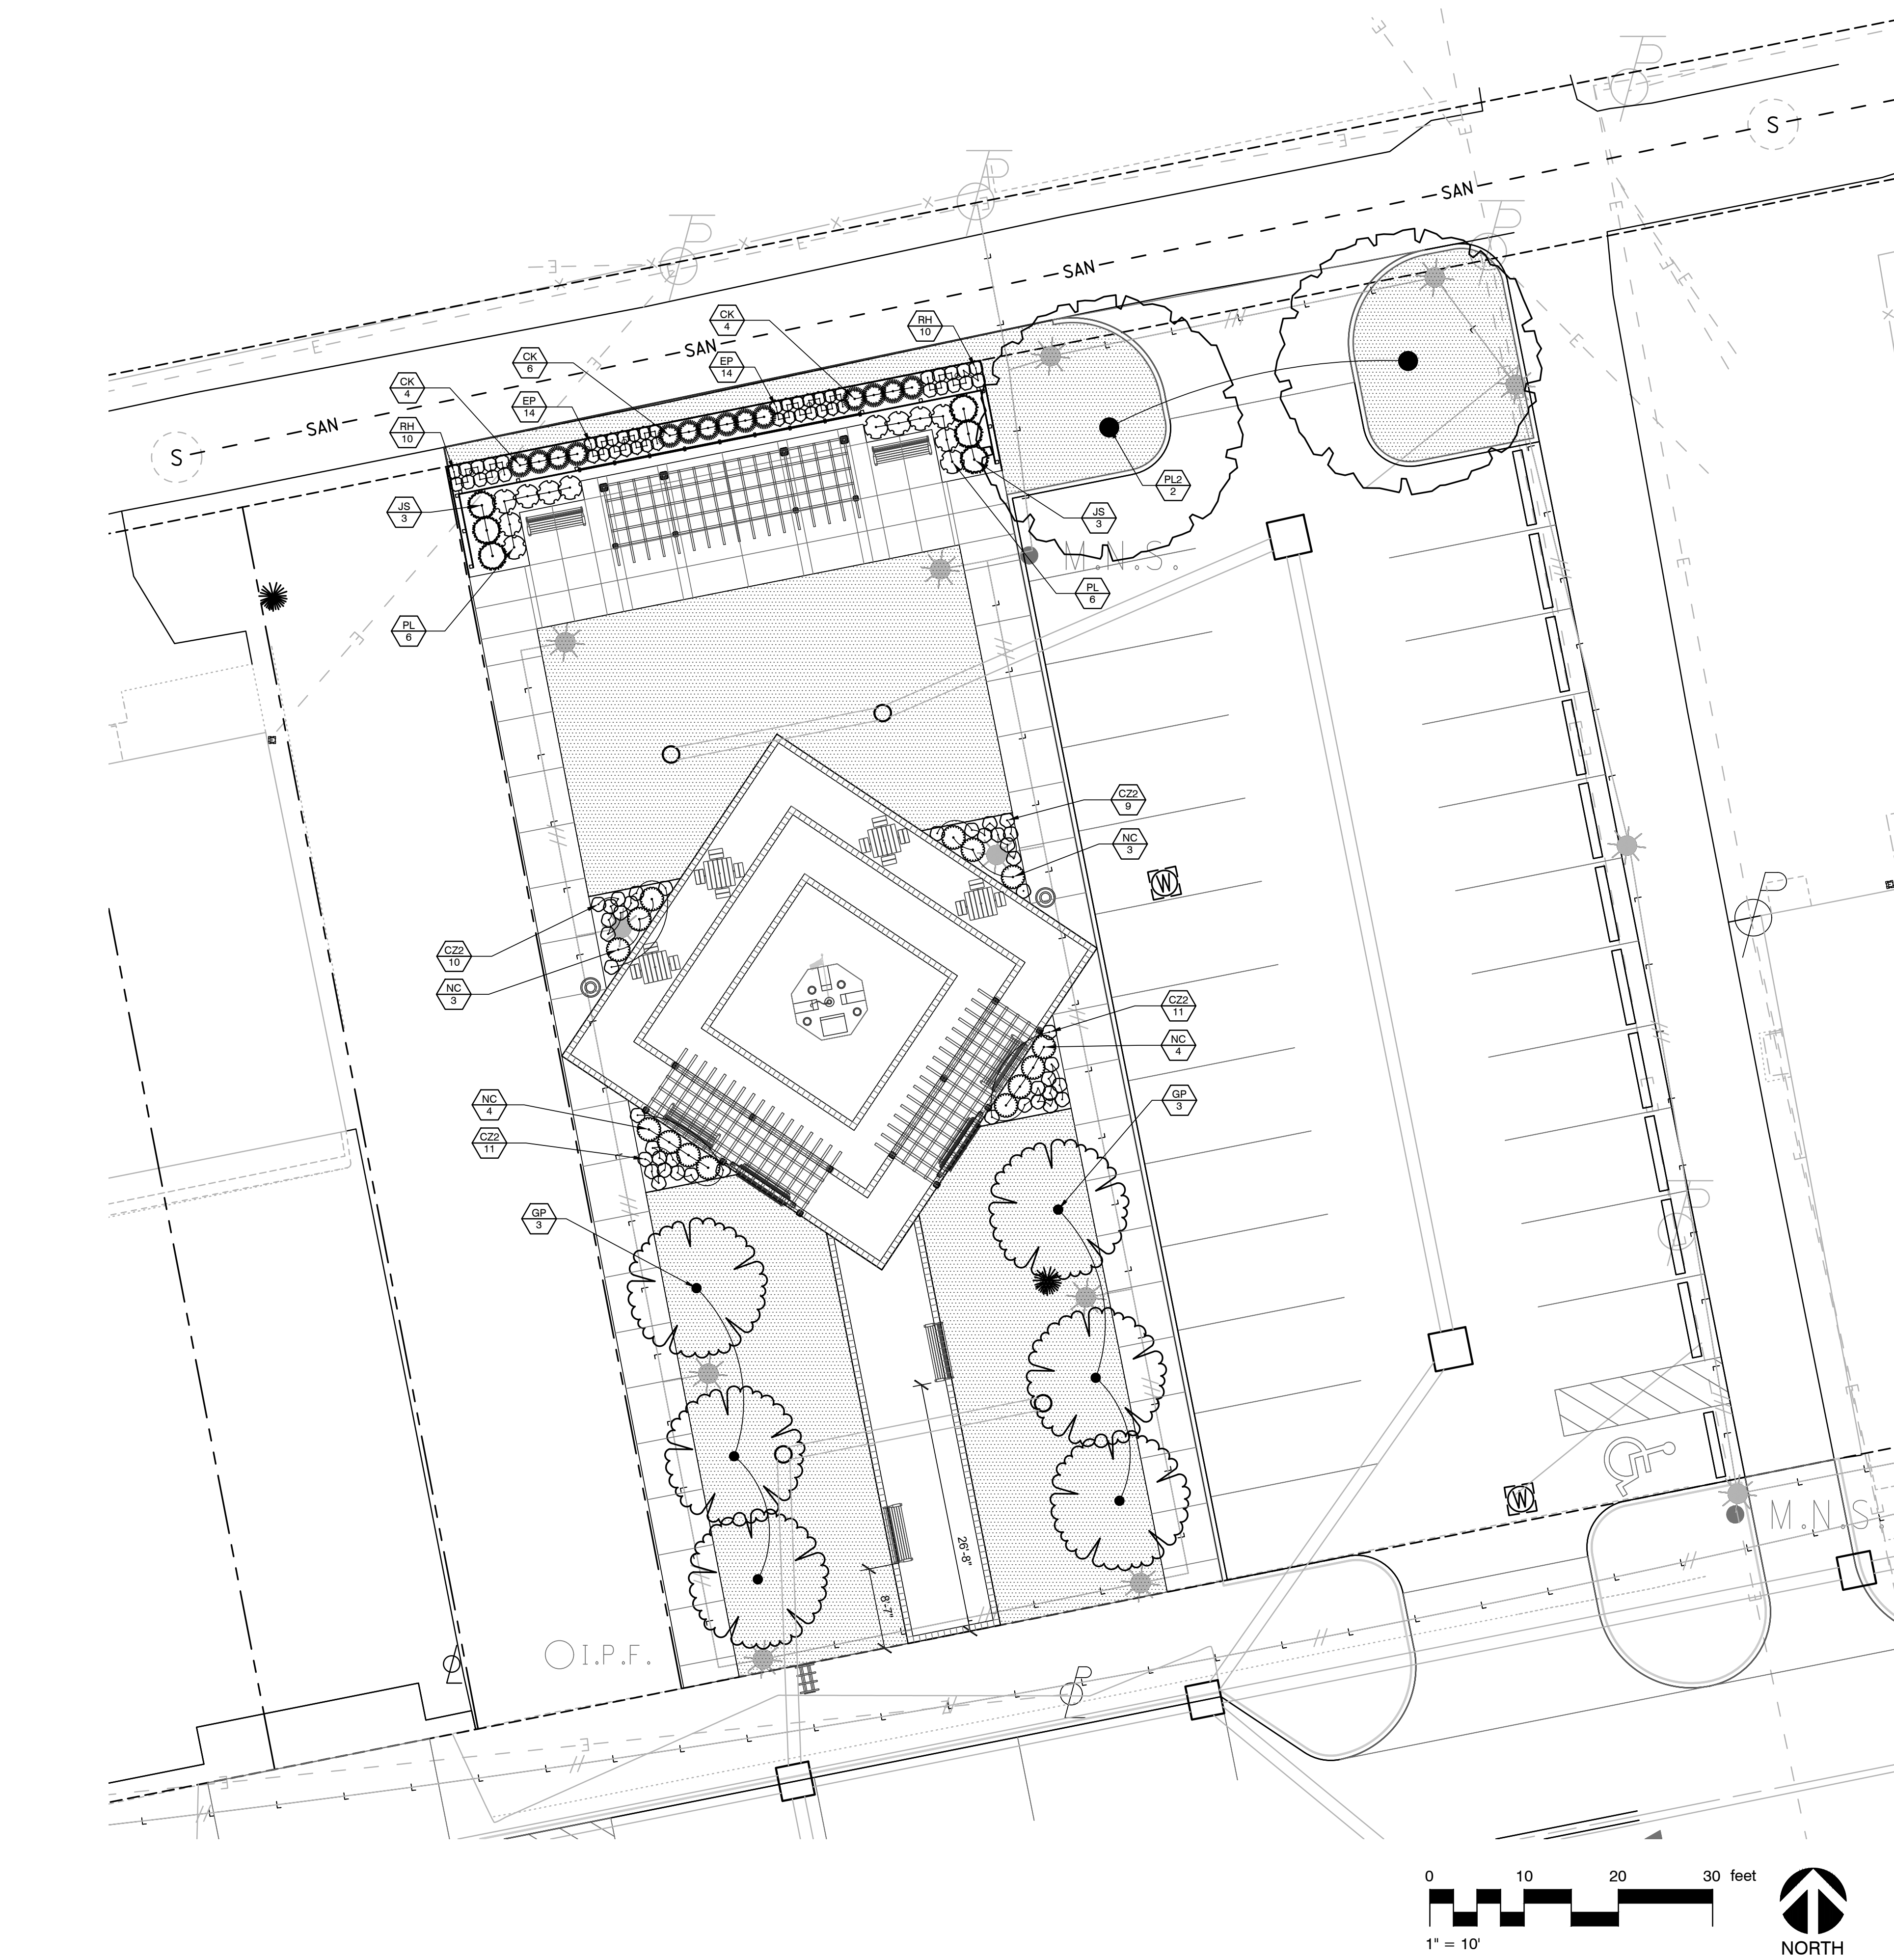 S
SAN
SAN
SAN
SAN
S
CK
4
RH
10
CK
6
EP
14
CK
4
EP
14
RH
10
JS
3
PL2
2
JS
3
M.N.S.
PL
6
PL
6
CZ2
9
NC
3
W
CZ2
10
NC
3
CZ2
11
NC
4
NC
4
CZ2
11
GP
3
GP
3
W
M.N.S.
26'-8"
8'-7"
I.P.F.
0 10 20 30 feet
1" = 10'
NORTH